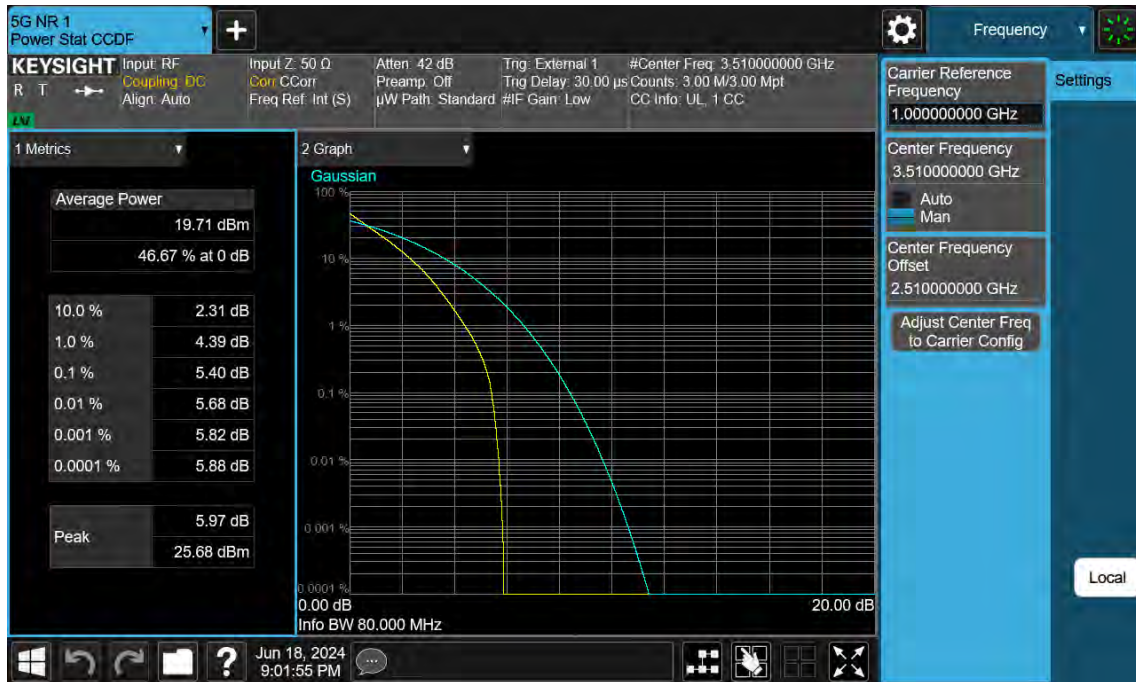 5G NR 1
Power Stat CCDF
+
Frequency
KEYSIGHT
R T
LXI
Input: RF
Coupling: DC
Align: Auto
Input Z: 50 Ω
Corr CCorr
Freq Ref: Int (S)
Atten: 42 dB
Preamp: Off
µW Path: Standard
Trig: External 1
Trig Delay: 30.00 µs
#IF Gain: Low
#Center Freq: 3.510000000 GHz
Counts: 3.00 M/3.00 Mpt
CC Info: UL, 1 CC
1 Metrics
Average Power
19.71 dBm
46.67 % at 0 dB
10.0 % 2.31 dB
1.0 % 4.39 dB
0.1 % 5.40 dB
0.01 % 5.68 dB
0.001 % 5.82 dB
0.0001 % 5.88 dB
Peak
5.97 dB
25.68 dBm
2 Graph
Gaussian
100 %
10 %
1 %
0.1 %
0.01 %
0.001 %
0.0001 %
0.00 dB 20.00 dB
Info BW 80.000 MHz
Carrier Reference
Frequency
1.000000000 GHz
Center Frequency
3.510000000 GHz
Auto
Man
Center Frequency
Offset
2.510000000 GHz
Adjust Center Freq
to Carrier Config
Settings
Local
?
Jun 18, 2024
9:01:55 PM